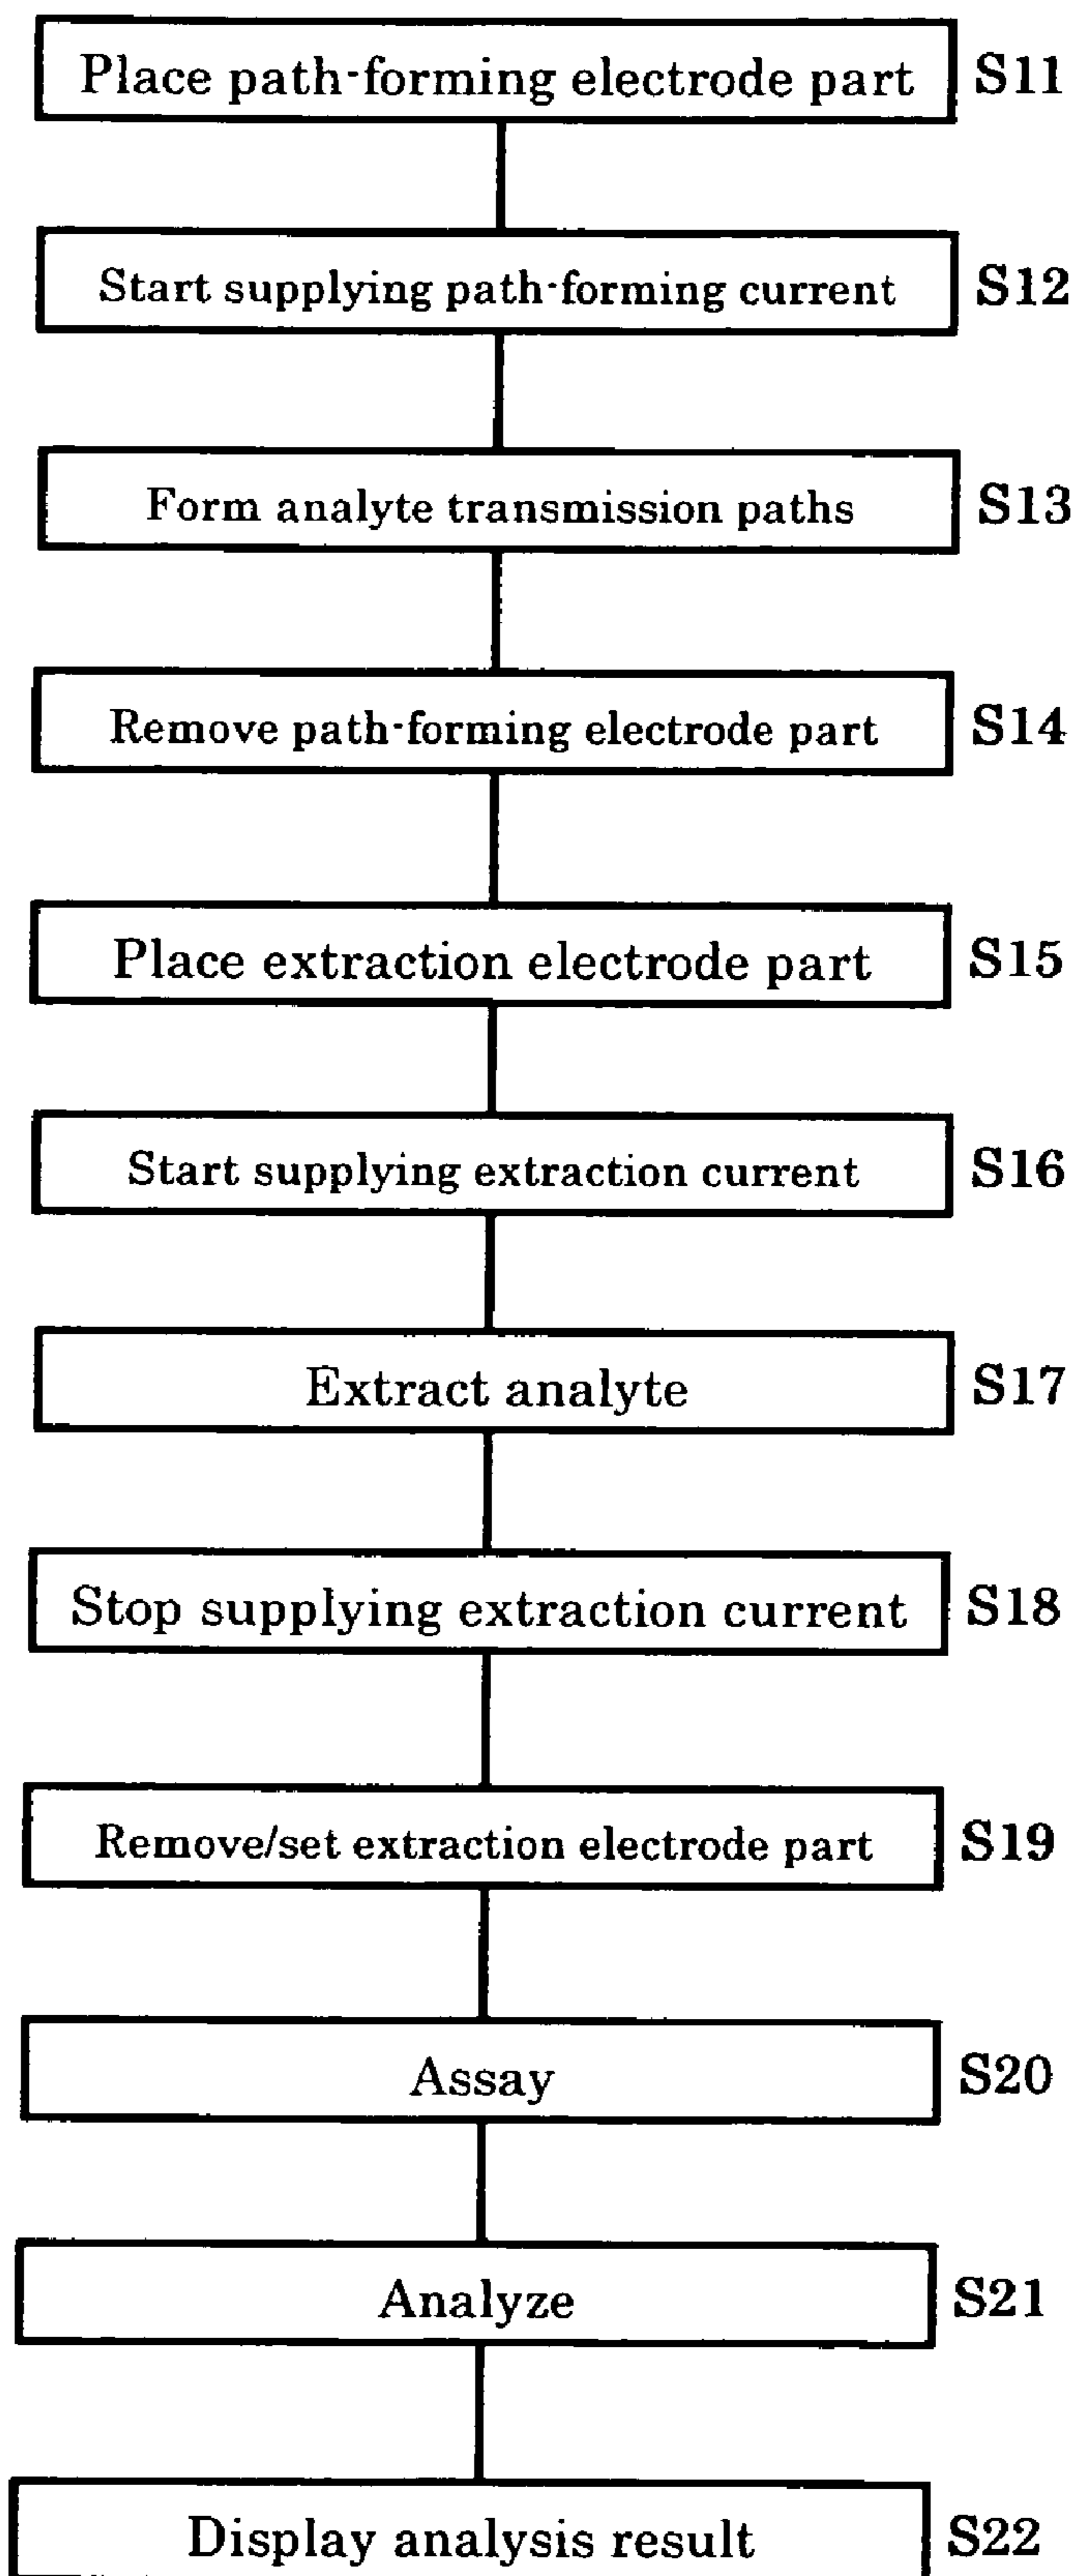 Place path-forming electrode part S11
Start supplying path-forming current S12
Form analyte transmission paths S13
Remove path-forming electrode part S14
Place extraction electrode part S15
Start supplying extraction current S16
Extract analyte S17
Stop supplying extraction current S18
Remove/set extraction electrode part S19
Assay S20
Analyze S21
Display analysis result S22